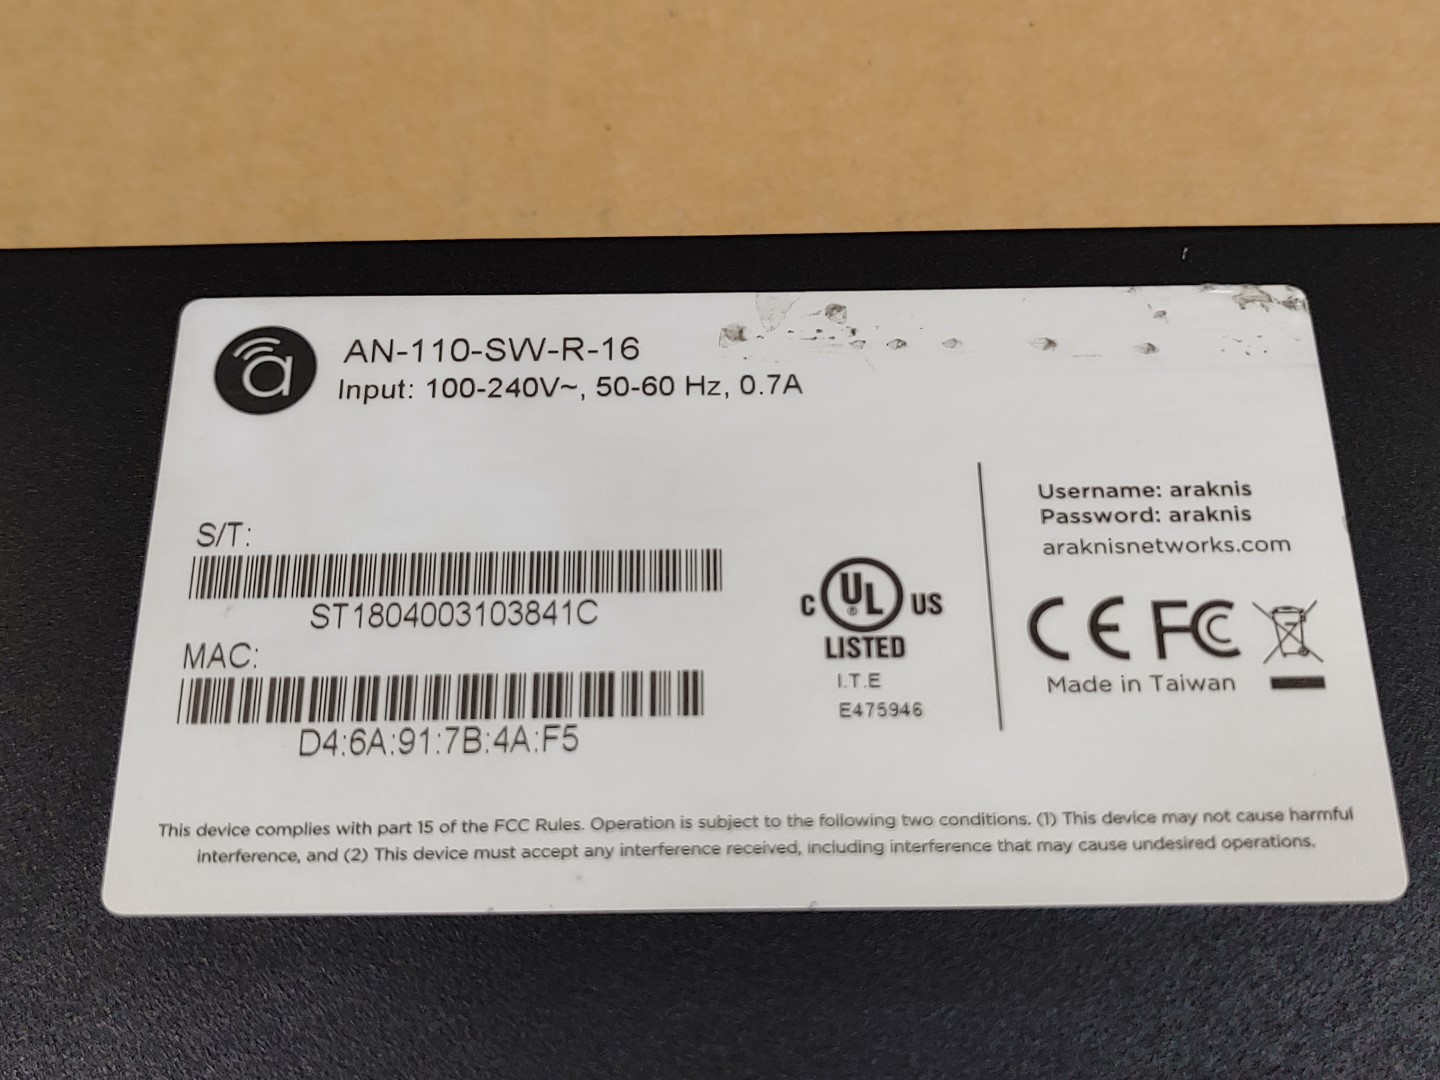 a
AN-110-SW-R-16
Input: 100-240V~, 50-60 Hz, 0.7A
S/T:
ST1804003103841C
MAC:
D4:6A:91:7B:4A:F5
C UL® US
LISTED
I.T.E
E475946
Username: araknis
Password: araknis
araknisnetworks.com
CE FC
Made in Taiwan
This device complies with part 15 of the FCC Rules. Operation is subject to the following two conditions. (1) This device may not cause harmful
interference, and (2) This device must accept any interference received, including interference that may cause undesired operations.